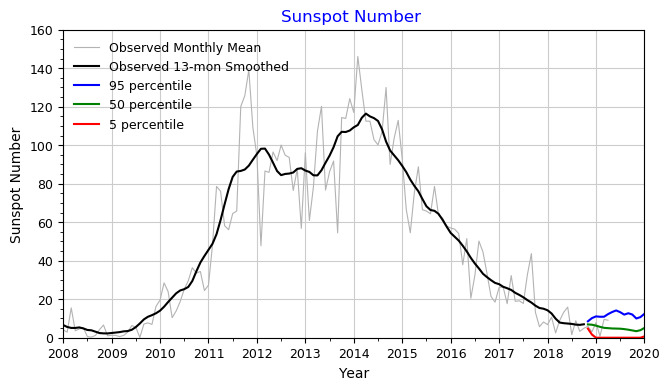 Sunspot Number
160
140
120
100
80
60
40
20
0
Sunspot Number
Observed Monthly Mean
Observed 13-mon Smoothed
95 percentile
50 percentile
5 percentile
2008 2009 2010 2011 2012 2013 2014 2015 2016 2017 2018 2019 2020
Year